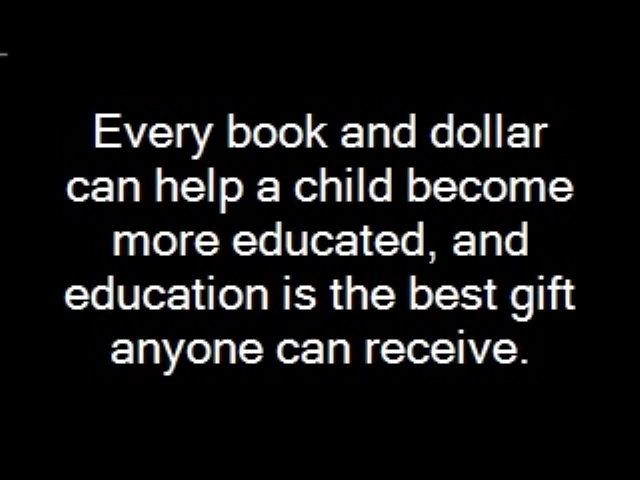 Every book and dollar
can help a child become
more educated, and
education is the best gift
anyone can receive.